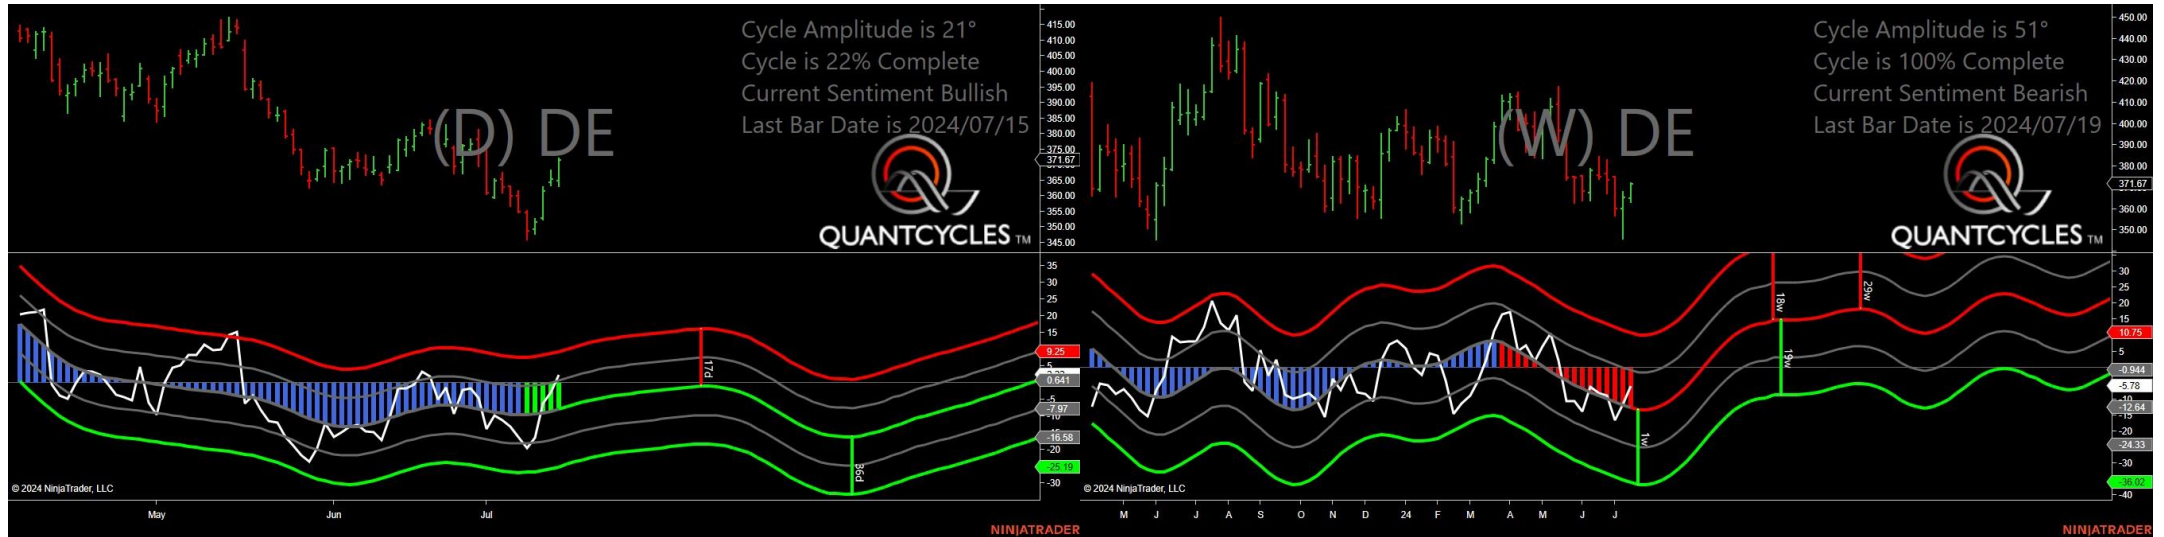 Cycle Amplitude is 21°
Cycle is 22% Complete
Current Sentiment Bullish
Last Bar Date is 2024/07/15
(D) DE
QUANTCYCLES TM
415.00
410.00
405.00
400.00
395.00
390.00
385.00
380.00
375.00
371.67
365.00
360.00
355.00
350.00
345.00
35
30
25
20
15
9.25
0.641
-5
-7.97
-10
-16.58
-20
-25.19
-30
17d
36d
© 2024 NinjaTrader, LLC
May Jun Jul
NINJATRADER
Cycle Amplitude is 51°
Cycle is 100% Complete
Current Sentiment Bearish
Last Bar Date is 2024/07/19
(W) DE
QUANTCYCLES TM
450.00
440.00
430.00
420.00
410.00
400.00
390.00
380.00
371.67
360.00
350.00
30
25
20
15
10.75
5
-0.944
-5.78
-12.64
-15
-20
-24.33
-30
-36.02
-40
18w
29w
19w
1w
© 2024 NinjaTrader, LLC
M J J A S O N D 24 F M A M J J
NINJATRADER